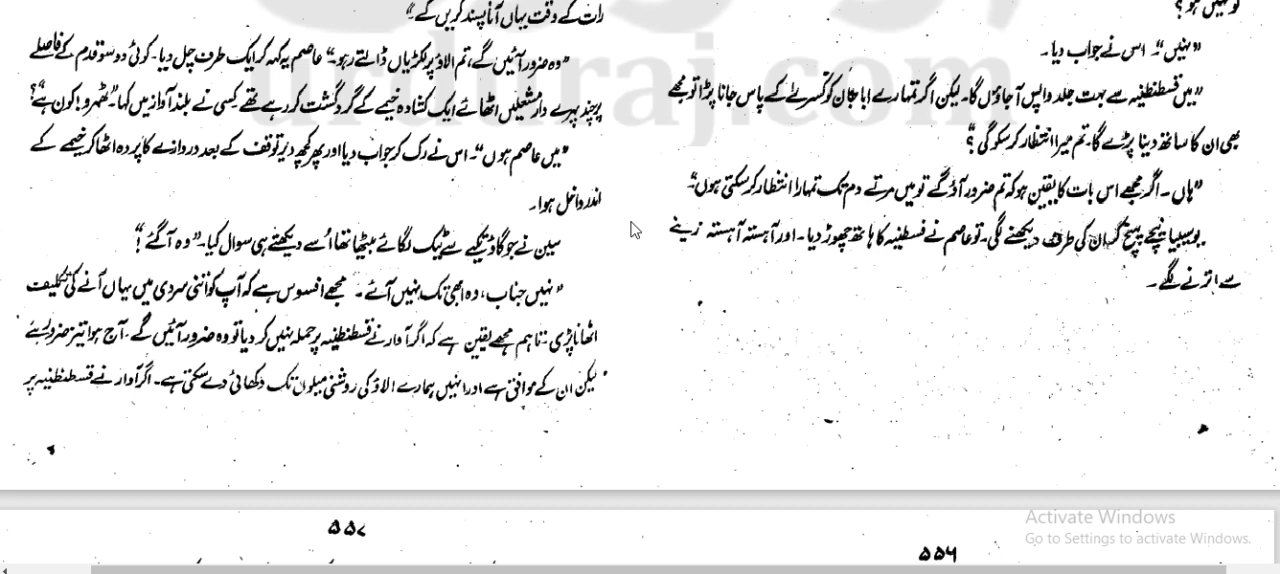 تو نہیں ہو ؟
”نہیں“۔ اس نے جواب دیا۔
”میں قسطنطنیہ سے بہت جلد واپس آجاؤں گا۔ لیکن اگر تمہارے ابا جان کو کسریٰ کے پاس جانا پڑا تو مجھے
بھی ان کا ساتھ دینا پڑے گا۔ تم میرا انتظار کر سکو گی ؟
”ہاں۔ اگر مجھے اس بات کا یقین ہو کہ تم ضرور آؤ گے تو میں مرتے دم تک تمہارا انتظار کر سکتی ہوں“
یوسیبیا نیچے پہنچ کر ان کی طرف دیکھنے لگی۔ تو عاصم نے فسطینہ کا ہاتھ چھوڑ دیا۔ اور آہستہ آہستہ زینے
سے اترنے لگے۔
رات کے وقت یہاں آنا پسند کریں گے۔“
”وہ ضرور آئیں گے، تم الاؤ پر لکڑیاں ڈالتے رہو۔“ عاصم یہ کہہ کر ایک طرف چل دیا۔ کوئی دو سو قدم کے فاصلے
پر چند پہرے دار مشعلیں اٹھائے ایک کشادہ خیمے کے گرد گشت کر رہے تھے کسی نے بلند آواز میں کہا ”ٹھہرو! کون ہے؟
”میں عاصم ہوں“۔ اس نے رک کر جواب دیا اور پھر کچھ دیر توقف کے بعد دروازے کا پردہ اٹھا کر خیمے کے
اندر داخل ہوا۔
سین نے جو گاؤ تکیے سے ٹیک لگائے بیٹھا تھا اُسے دیکھتے ہی سوال کیا۔ ”وہ آگئے !“
”نہیں جناب، وہ ابھی تک نہیں آئے۔ مجھے افسوس ہے کہ آپ کو اتنی سردی میں یہاں آنے کی تکلیف
اٹھانا پڑی : تاہم مجھے یقین ہے کہ اگر آوار نے قسطنطنیہ پر حملہ نہیں کر دیا تو وہ ضرور آئیں گے۔ آج ہوا تیز ضرور ہے
لیکن ان کے موافق ہے اور انہیں ہمارے الاؤ کی روشنی میلوں تک دکھائی دے سکتی ہے۔ اگر آوار نے قسطنطنیہ پر
۵۵۷
۵۵۶
urduraj.com
Activate Windows
Go to Settings to activate Windows.